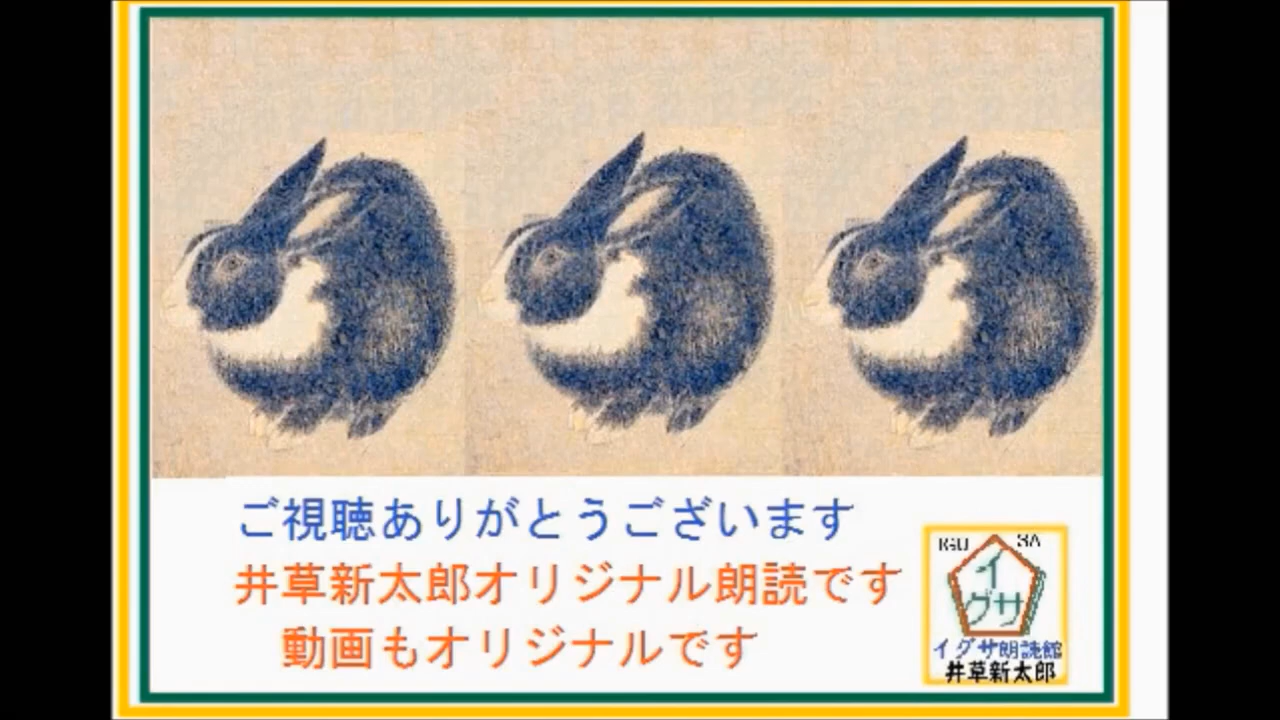 ご視聴ありがとうございます
井草新太郎オリジナル朗読です
動画もオリジナルです
IGU SA
イ
グサ
イグサ朗読館
井草新太郎